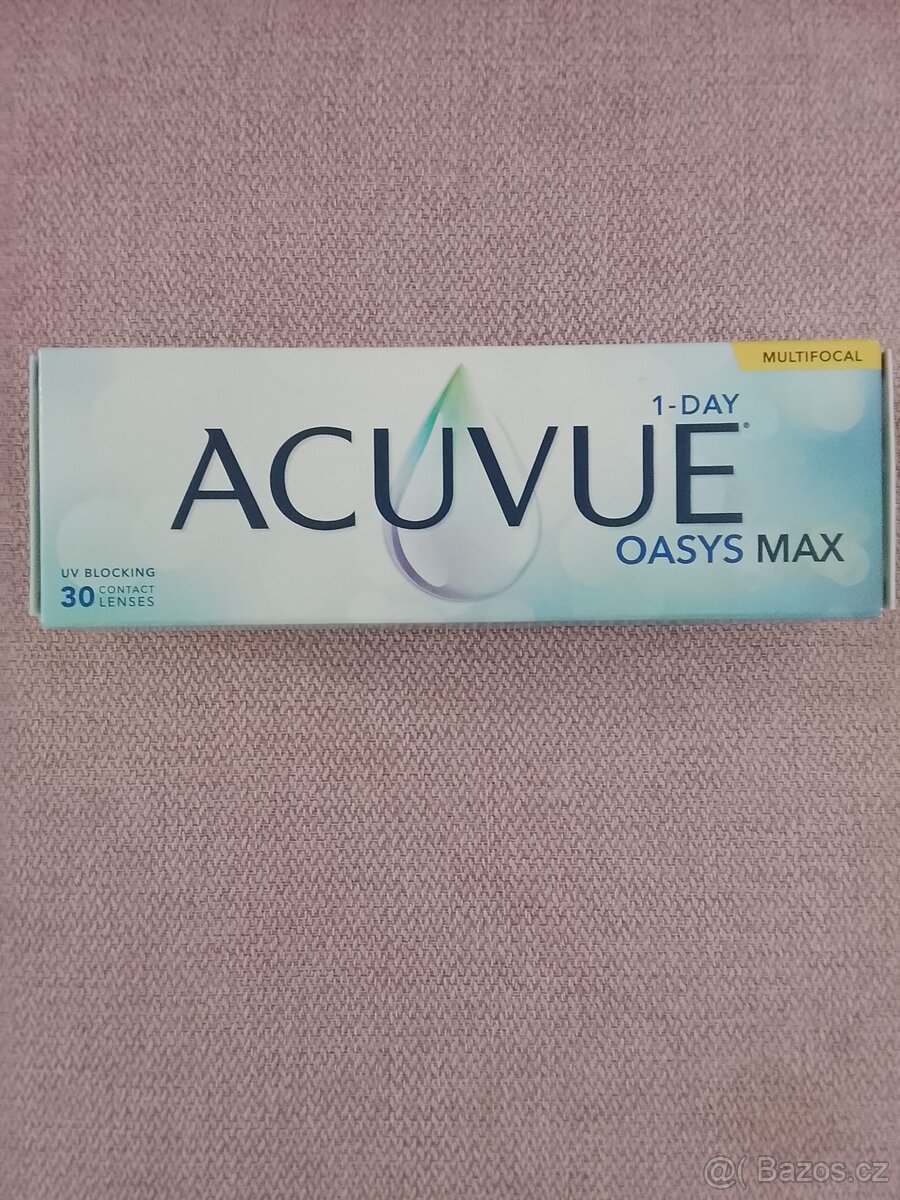 MULTIFOCAL
1-DAY
ACUVUE®
OASYS MAX
UV BLOCKING
30 CONTACT
LENSES
@( Bazos.cz